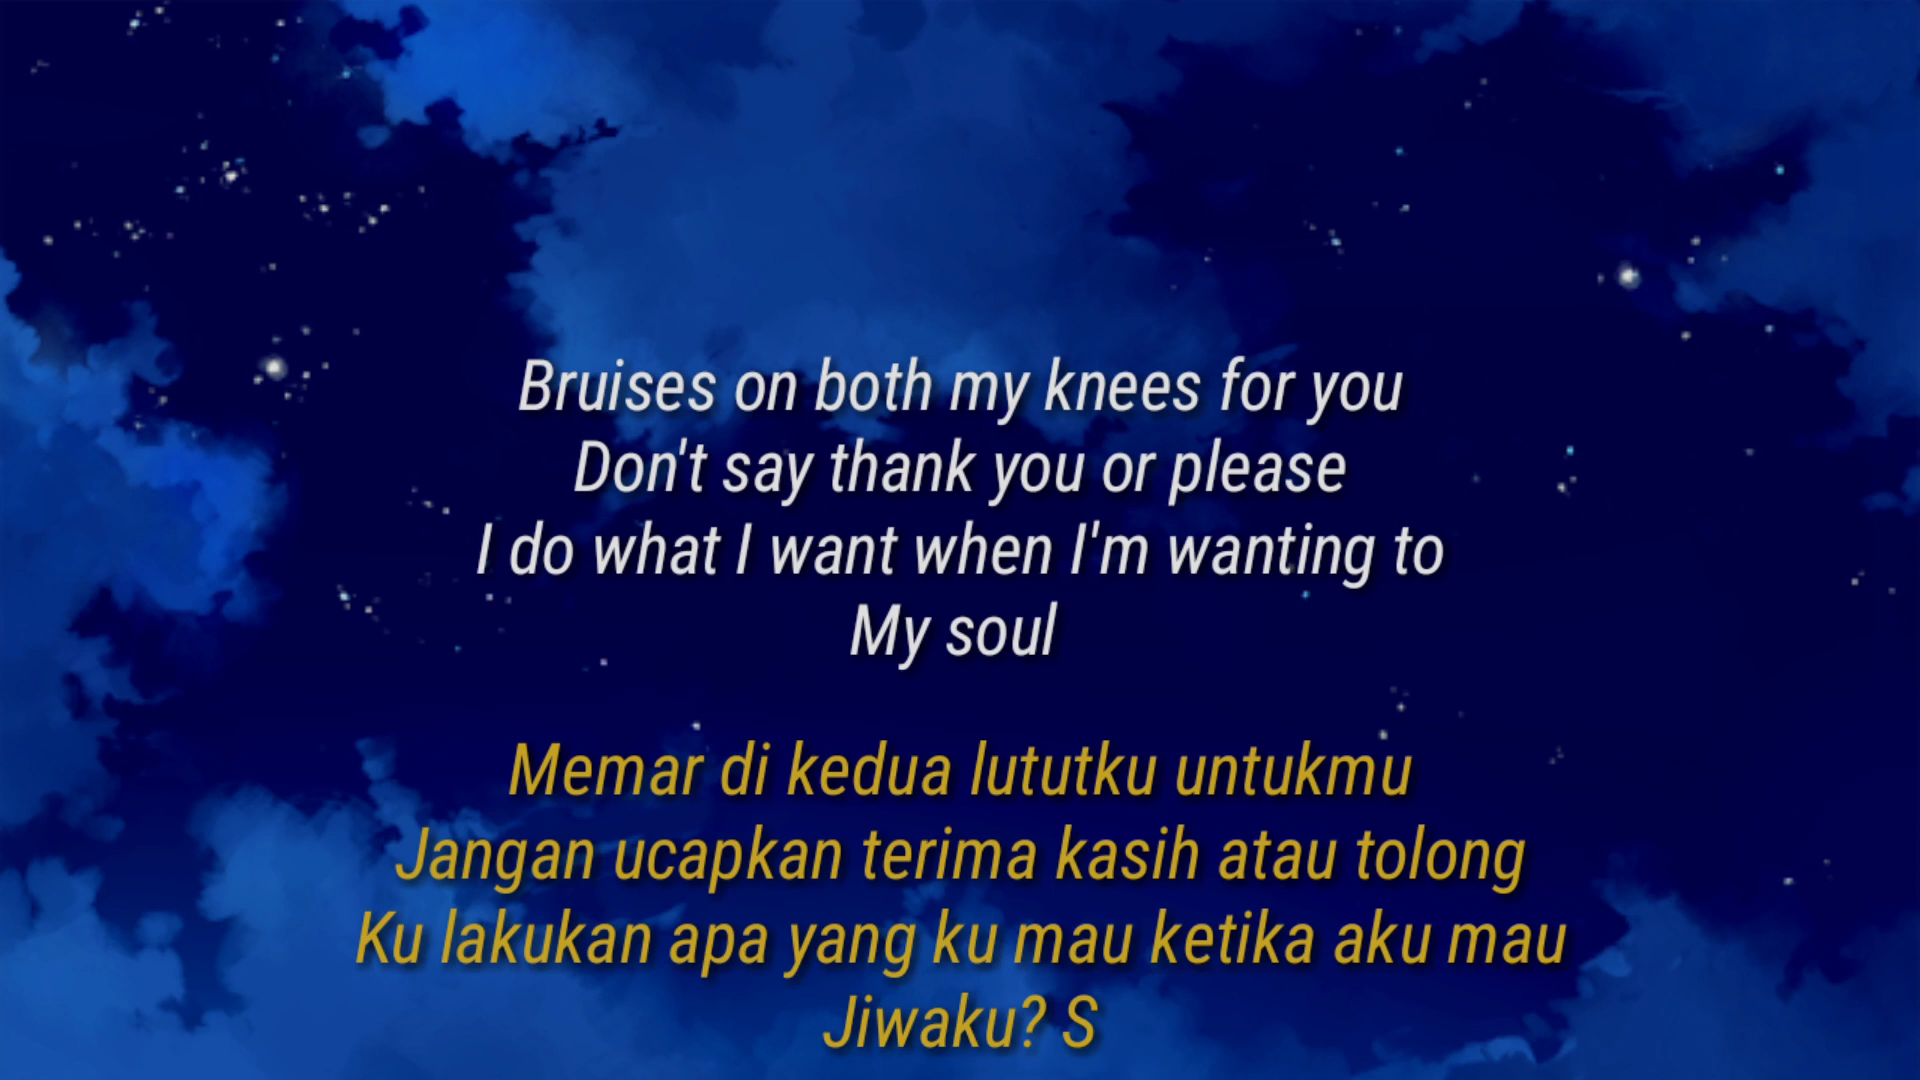 Bruises on both my knees for you
Don't say thank you or please
I do what I want when I'm wanting to
My soul
Memar di kedua lututku untukmu
Jangan ucapkan terima kasih atau tolong
Ku lakukan apa yang ku mau ketika aku mau
Jiwaku? S